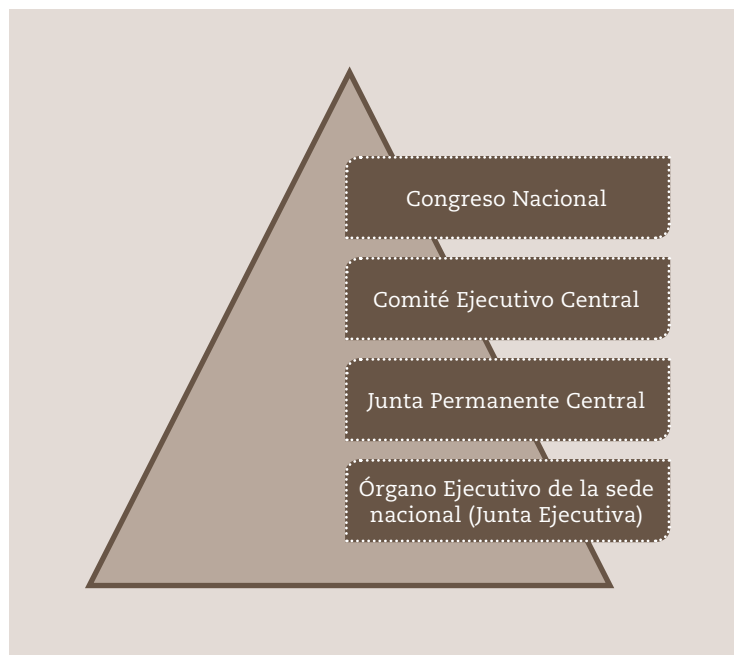 Congreso Nacional
Comité Ejecutivo Central
Junta Permanente Central
Órgano Ejecutivo de la sede
nacional (Junta Ejecutiva)